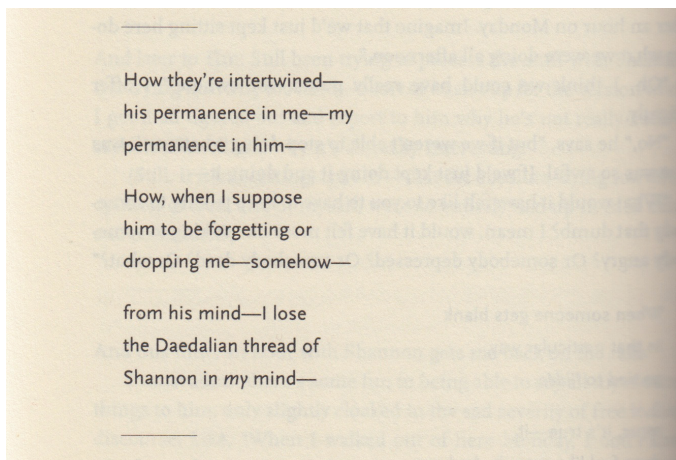 How they're intertwined—
his permanence in me—my
permanence in him—
How, when I suppose
him to be forgetting or
dropping me—somehow—
from his mind—I lose
the Daedalian thread of
Shannon in my mind—